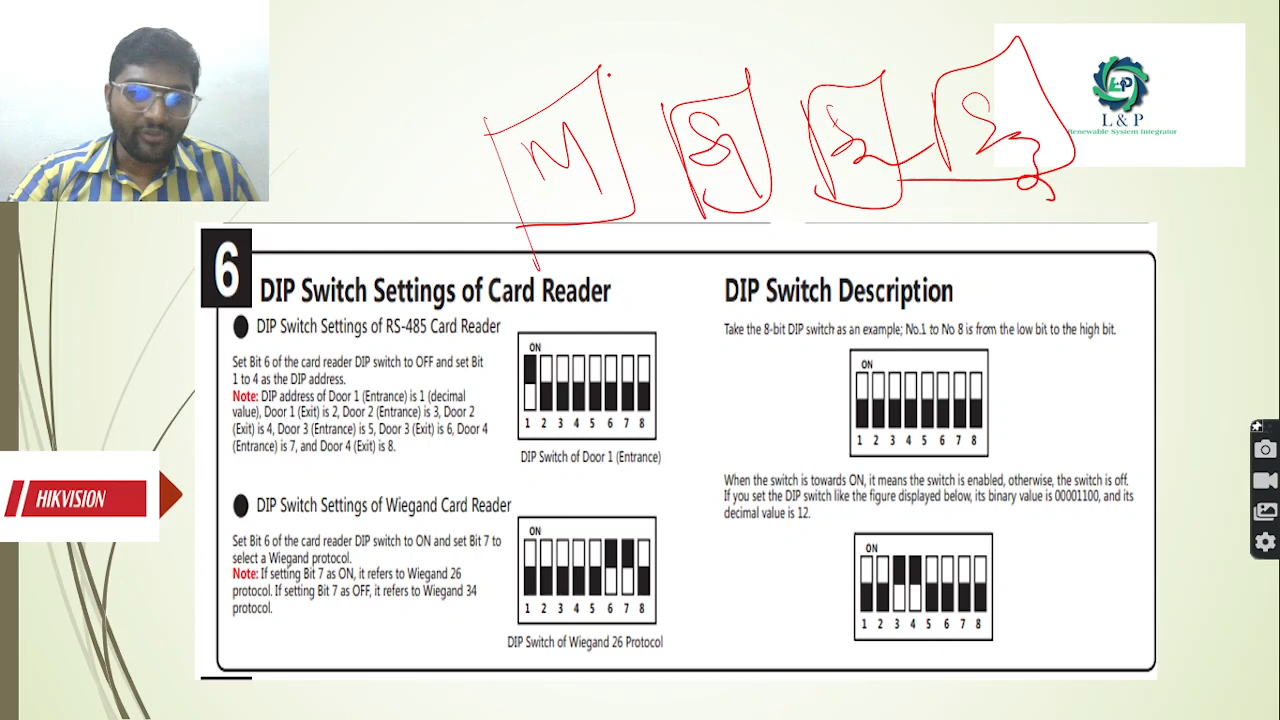 M
S1
S2
S3
L & P
Renewable System Integrator
6
DIP Switch Settings of Card Reader
DIP Switch Settings of RS-485 Card Reader
Set Bit 6 of the card reader DIP switch to OFF and set Bit
1 to 4 as the DIP address.
Note: DIP address of Door 1 (Entrance) is 1 (decimal
value), Door 1 (Exit) is 2, Door 2 (Entrance) is 3, Door 2
(Exit) is 4, Door 3 (Entrance) is 5, Door 3 (Exit) is 6, Door 4
(Entrance) is 7, and Door 4 (Exit) is 8.
ON
1 2 3 4 5 6 7 8
DIP Switch of Door 1 (Entrance)
DIP Switch Settings of Wiegand Card Reader
Set Bit 6 of the card reader DIP switch to ON and set Bit 7 to
select a Wiegand protocol.
Note: If setting Bit 7 as ON, it refers to Wiegand 26
protocol. If setting Bit 7 as OFF, it refers to Wiegand 34
protocol.
ON
1 2 3 4 5 6 7 8
DIP Switch of Wiegand 26 Protocol
DIP Switch Description
Take the 8-bit DIP switch as an example; No.1 to No 8 is from the low bit to the high bit.
ON
1 2 3 4 5 6 7 8
When the switch is towards ON, it means the switch is enabled, otherwise, the switch is off.
If you set the DIP switch like the figure displayed below, its binary value is 00001100, and its
decimal value is 12.
ON
1 2 3 4 5 6 7 8
HIKVISION